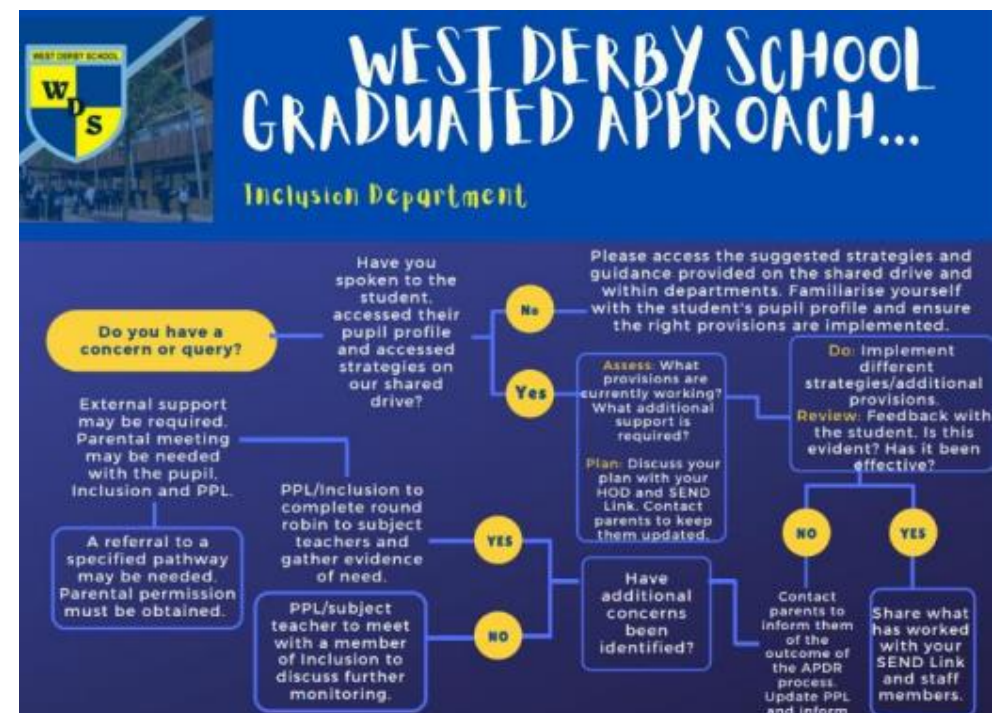 WEST DERBY SCHOOL
W
D
S
WEST DERBY SCHOOL
GRADUATED APPROACH...
Inclusion Department
Do you have a
concern or query?
Have you
spoken to the
student,
accessed their
pupil profile
and accessed
strategies on
our shared
drive?
No
Please access the suggested strategies and
guidance provided on the shared drive and
within departments. Familiarise yourself
with the student's pupil profile and ensure
the right provisions are implemented.
Yes
Assess: What
provisions are
currently working?
What additional
support is
required?
Plan: Discuss your
plan with your
HOD and SEND
Link. Contact
parents to keep
them updated.
Do: Implement
different
strategies/additional
provisions.
Review: Feedback with
the student. Is this
evident? Has it been
effective?
NO
YES
Contact
parents to
inform them
of the
outcome of
the APDR
process.
Update PPL
and inform
Share what
has worked
with your
SEND Link
and staff
members.
Have
additional
concerns
been
identified?
YES
NO
PPL/Inclusion to
complete round
robin to subject
teachers and
gather evidence
of need.
PPL/subject
teacher to meet
with a member
of Inclusion to
discuss further
monitoring.
External support
may be required.
Parental meeting
may be needed
with the pupil.
Inclusion and PPL.
A referral to a
specified pathway
may be needed.
Parental permission
must be obtained.